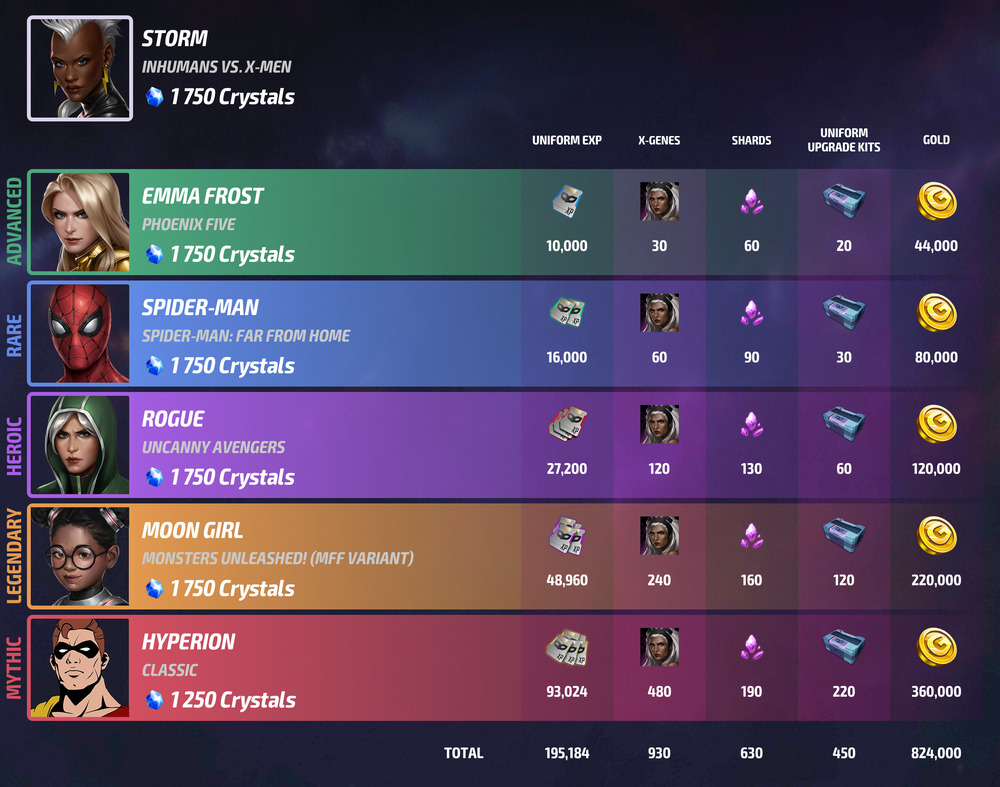 STORM
INHUMANS VS. X-MEN
1 750 Crystals
UNIFORM EXP X-GENES SHARDS UNIFORM UPGRADE KITS GOLD
ADVANCED
EMMA FROST
PHOENIX FIVE
1 750 Crystals
10,000 30 60 20 44,000
RARE
SPIDER-MAN
SPIDER-MAN: FAR FROM HOME
1 750 Crystals
16,000 60 90 30 80,000
HEROIC
ROGUE
UNCANNY AVENGERS
1 750 Crystals
27,200 120 130 60 120,000
LEGENDARY
MOON GIRL
MONSTERS UNLEASHED! (MFF VARIANT)
1 750 Crystals
48,960 240 160 120 220,000
MYTHIC
HYPERION
CLASSIC
1 250 Crystals
93,024 480 190 220 360,000
TOTAL 195,184 930 630 450 824,000